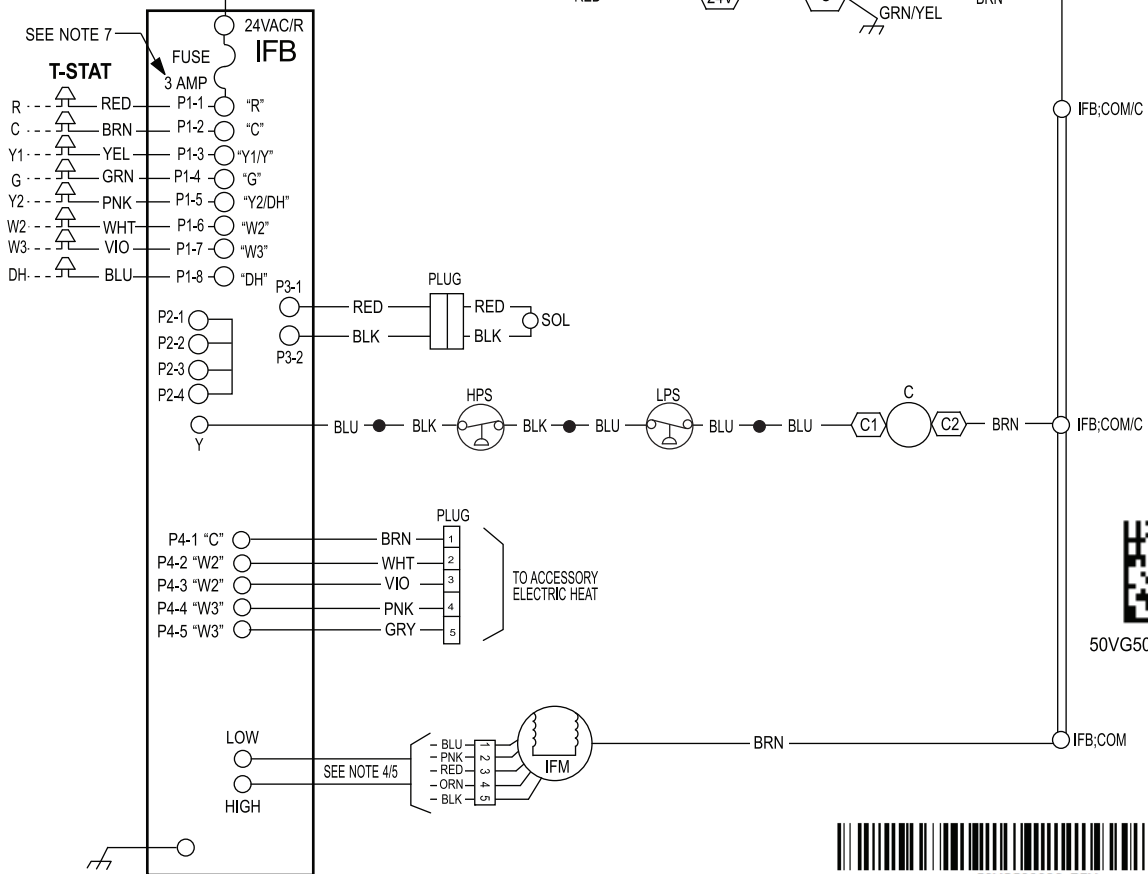 GRN/YEL
24VAC/R
IFB
SEE NOTE 7
FUSE
3 AMP
T-STAT
R RED P1-1 "R"
C BRN P1-2 "C"
Y1 YEL P1-3 "Y1/Y"
G GRN P1-4 "G"
Y2 PNK P1-5 "Y2/DH"
W2 WHT P1-6 "W2"
W3 VIO P1-7 "W3"
DH BLU P1-8 "DH"
IFB;COM/C
P3-1
PLUG
RED RED
SOL
BLK BLK
P3-2
P2-1
P2-2
P2-3
P2-4
Y
HPS
LPS
C
BLU BLK BLK BLU BLU BLU C1 C2 BRN IFB;COM/C
PLUG
P4-1 "C" BRN 1
P4-2 "W2" WHT 2
P4-3 "W2" VIO 3
P4-4 "W3" PNK 4
P4-5 "W3" GRY 5
TO ACCESSORY
ELECTRIC HEAT
50VG50
LOW
HIGH
SEE NOTE 4/5
BLU 1
PNK 2
RED 3
ORN 4
BLK 5
IFM
BRN
IFB;COM